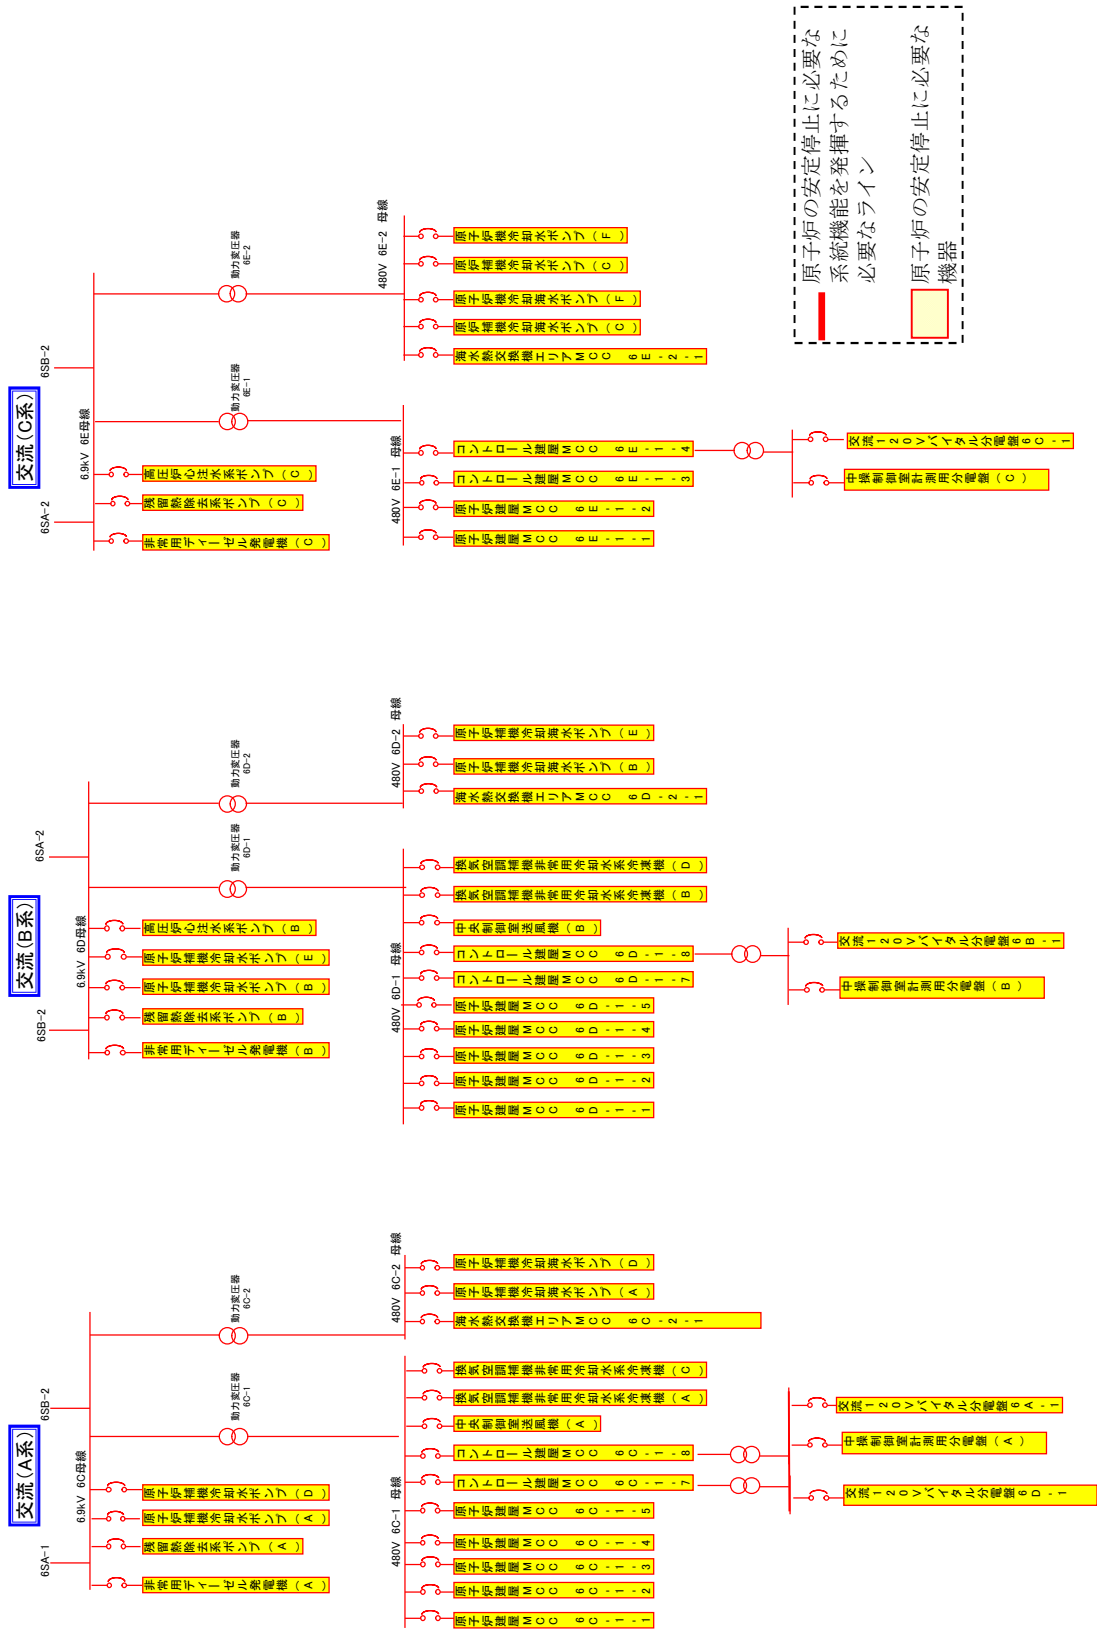 交流(A系)
6SA-1
6SB-2
6.9kV 6C母線
非常用ディーゼル発電機(A)
残留熱除去系ポンプ(A)
原子炉補機冷却水ポンプ(A)
原子炉補機冷却水ポンプ(D)
動力変圧器
6C-1
動力変圧器
6C-2
480V 6C-1 母線
原子炉建屋MCC 6C-1-1
原子炉建屋MCC 6C-1-2
原子炉建屋MCC 6C-1-3
原子炉建屋MCC 6C-1-4
原子炉建屋MCC 6C-1-5
コントロール建屋MCC 6C-1-7
コントロール建屋MCC 6C-1-8
中央制御室送風機(A)
換気空調補機非常用冷却水系冷凍機(A)
換気空調補機非常用冷却水系冷凍機(C)
480V 6C-2 母線
海水熱交換機エリアMCC 6C-2-1
原子炉補機冷却海水ポンプ(A)
原子炉補機冷却海水ポンプ(D)
交流120Vバイタル分電盤6D-1
中操制御室計測用分電盤(A)
交流120Vバイタル分電盤6A-1
交流(B系)
6SB-2
6SA-2
6.9kV 6D母線
非常用ディーゼル発電機(B)
残留熱除去系ポンプ(B)
原子炉補機冷却水ポンプ(B)
原子炉補機冷却水ポンプ(E)
高圧炉心注水系ポンプ(B)
動力変圧器
6D-1
動力変圧器
6D-2
480V 6D-1 母線
原子炉建屋MCC 6D-1-1
原子炉建屋MCC 6D-1-2
原子炉建屋MCC 6D-1-3
原子炉建屋MCC 6D-1-4
原子炉建屋MCC 6D-1-5
コントロール建屋MCC 6D-1-7
コントロール建屋MCC 6D-1-8
中央制御室送風機(B)
換気空調補機非常用冷却水系冷凍機(B)
換気空調補機非常用冷却水系冷凍機(D)
480V 6D-2 母線
海水熱交換機エリアMCC 6D-2-1
原子炉補機冷却海水ポンプ(B)
原子炉補機冷却海水ポンプ(E)
中操制御室計測用分電盤(B)
交流120Vバイタル分電盤6B-1
交流(C系)
6SA-2
6SB-2
6.9kV 6E母線
非常用ディーゼル発電機(C)
残留熱除去系ポンプ(C)
高圧炉心注水系ポンプ(C)
動力変圧器
6E-1
動力変圧器
6E-2
480V 6E-1 母線
原子炉建屋MCC 6E-1-1
原子炉建屋MCC 6E-1-2
コントロール建屋MCC 6E-1-3
コントロール建屋MCC 6E-1-4
480V 6E-2 母線
海水熱交換機エリアMCC 6E-2-1
原炉補機冷却海水ポンプ(C)
原子炉機冷却海水ポンプ(F)
原炉補機冷却水ポンプ(C)
原子炉機冷却水ポンプ(F)
中操制御室計測用分電盤(C)
交流120Vバイタル分電盤6C-1
原子炉の安定停止に必要な
系統機能を発揮するために
必要なライン
原子炉の安定停止に必要な
機器